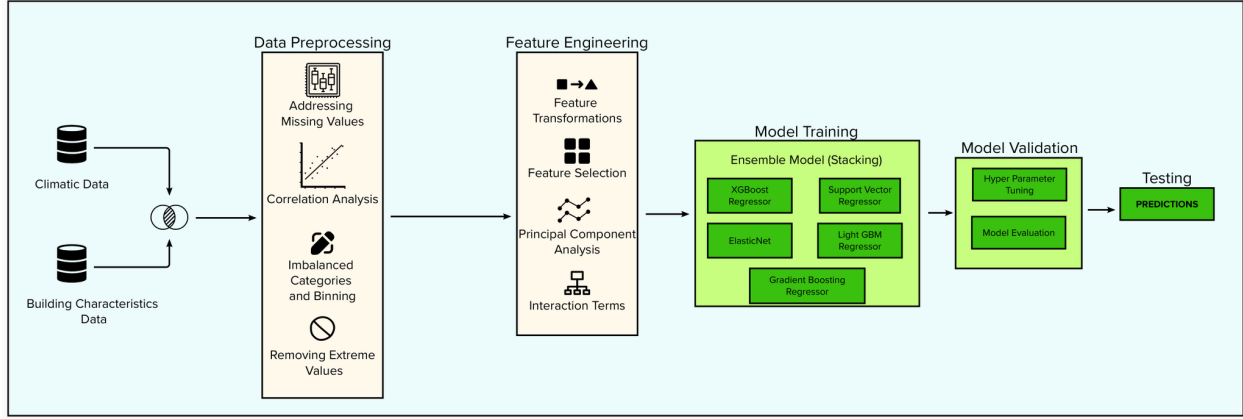 Climatic Data
Building Characteristics
Data
Data Preprocessing
Addressing
Missing Values
Correlation Analysis
Imbalanced
Categories
and Binning
Removing Extreme
Values
Feature Engineering
Feature
Transformations
Feature Selection
Principal Component
Analysis
Interaction Terms
Model Training
Ensemble Model (Stacking)
XGBoost
Regressor
Support Vector
Regressor
ElasticNet
Light GBM
Regressor
Gradient Boosting
Regressor
Model Validation
Hyper Parameter
Tuning
Model Evaluation
Testing
PREDICTIONS